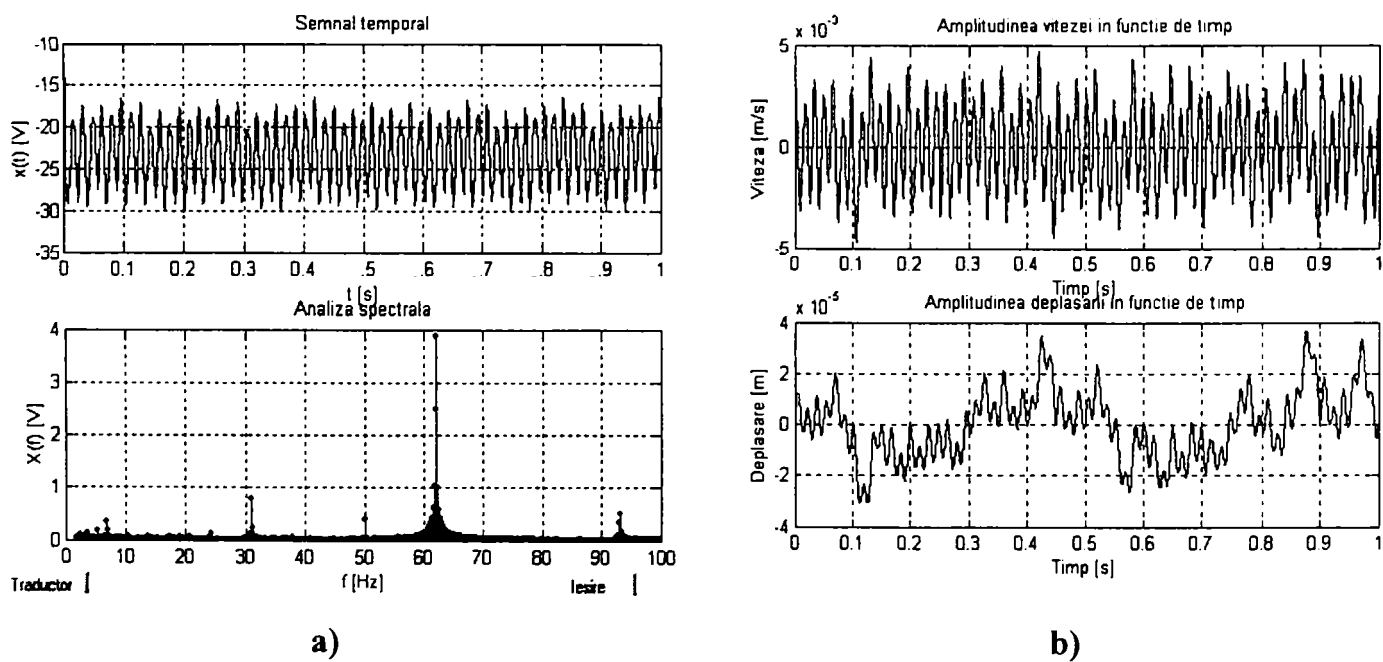 Semnal temporal
x(t) [V]
-10
-15
-20
-25
-30
-35
0 0.1 0.2 0.3 .4 .5 .6 .7 .8 .9 1
t [s]
Analiza spectrala
X(f) [V]
4
3
2
1
0
0 10 20 30 40 50 60 70 80 90 100
Traductor f [Hz] Iesire
a)
x 10⁻³ Amplitudinea vitezei in functie de timp
Viteza [m/s]
5
0
-5
0 0.1 0.2 0.3 0.4 0.5 0.6 0.7 0.8 0.9 1
Timp [s]
x 10⁻⁵ Amplitudinea deplasarii in functie de timp
Deplasare [m]
4
2
0
-2
-4
0 0.1 0.2 0.3 0.4 0.5 0.6 0.7 0.8 0.9 1
Timp [s]
b)